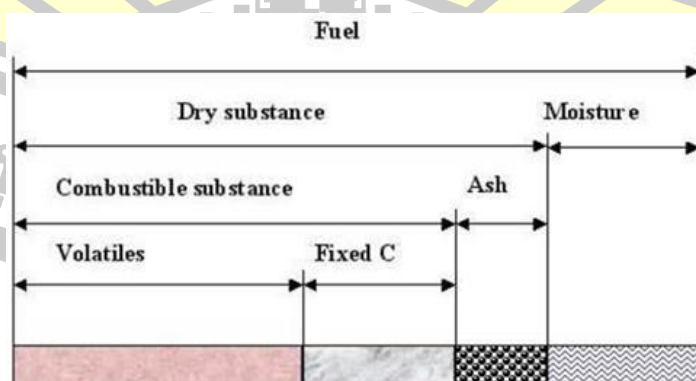 Fuel
Dry substance
Moisture
Combustible substance
Ash
Volatiles
Fixed C